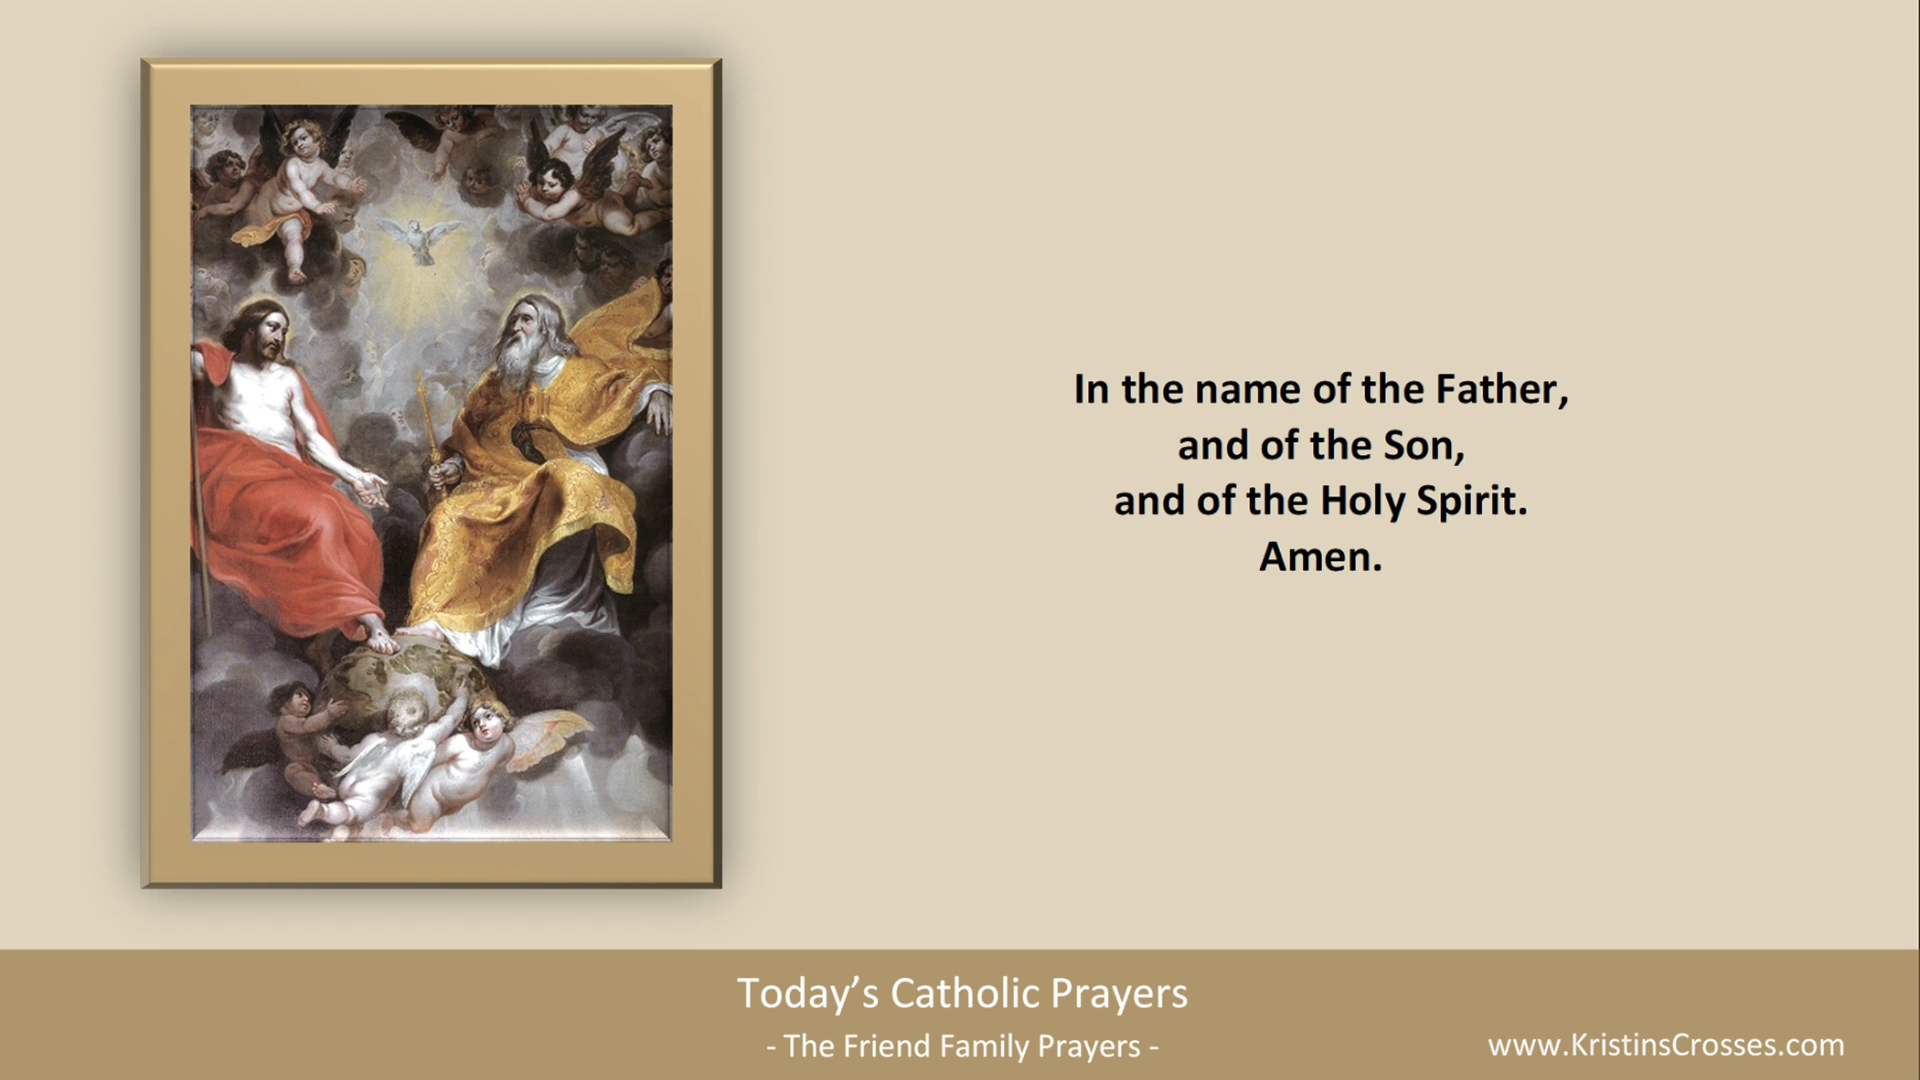 In the name of the Father,
and of the Son,
and of the Holy Spirit.
Amen.
Today’s Catholic Prayers
- The Friend Family Prayers -
www.KristinsCrosses.com